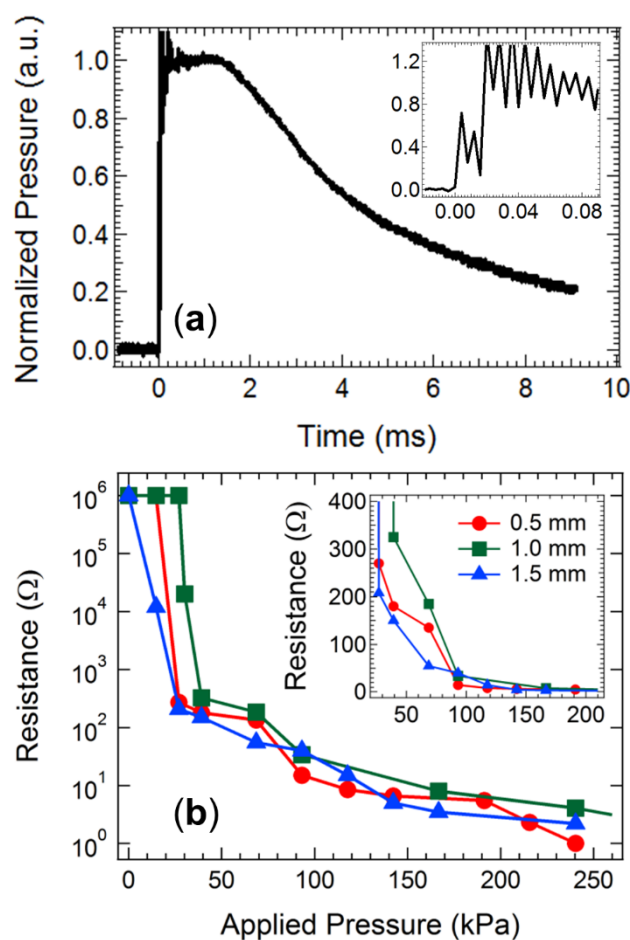 Normalized Pressure (a.u.)
1.0
0.8
0.6
0.4
0.2
0.0
1.2
0.8
0.4
0.0
0.00 0.04 0.08
(a)
0 2 4 6 8 10
Time (ms)
Resistance (Ω)
10⁶
10⁵
10⁴
10³
10²
10¹
10⁰
Resistance (Ω)
400
300
200
100
0
50 100 150 200
0.5 mm
1.0 mm
1.5 mm
(b)
0 50 100 150 200 250
Applied Pressure (kPa)